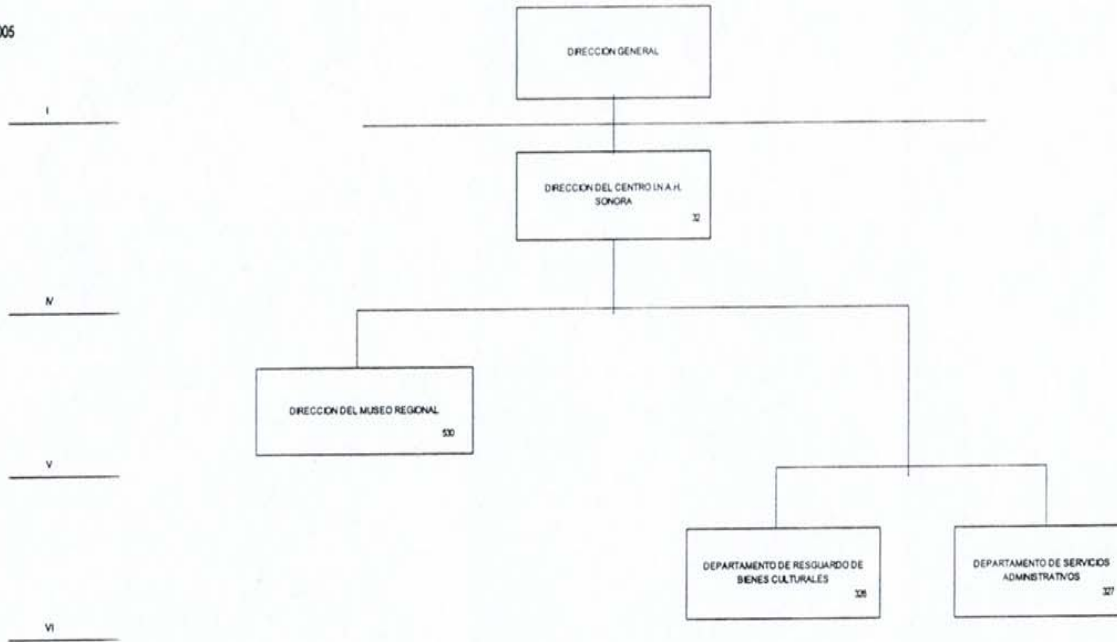 005
DIRECCION GENERAL
I
DIRECCION DEL CENTRO I.N.A.H.
SONORA
32
IV
DIRECCION DEL MUSEO REGIONAL
530
V
DEPARTAMENTO DE RESGUARDO DE
BIENES CULTURALES
326
DEPARTAMENTO DE SERVICIOS
ADMINISTRATIVOS
327
VI